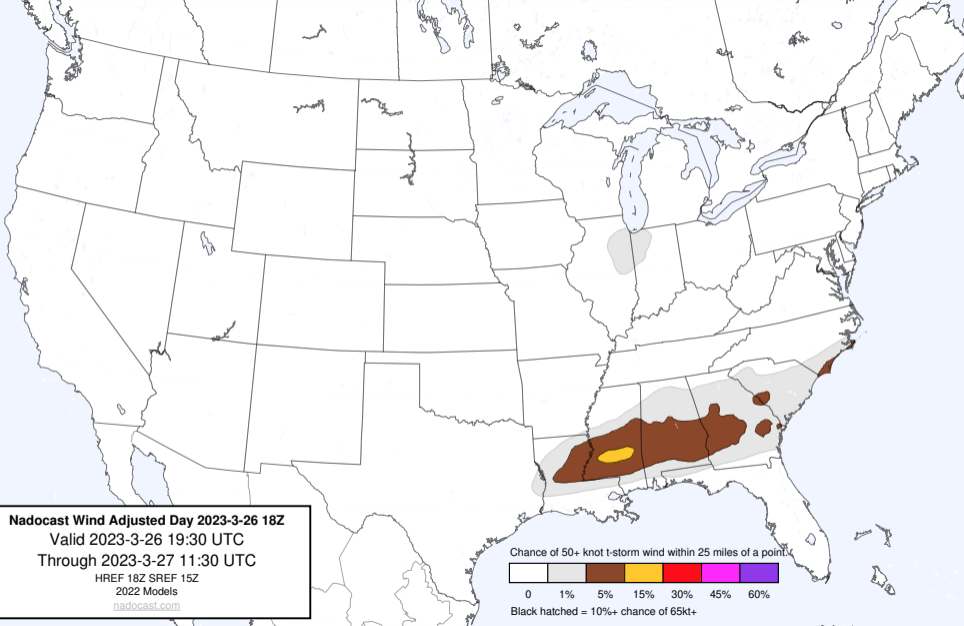 Nadocast Wind Adjusted Day 2023-3-26 18Z
Valid 2023-3-26 19:30 UTC
Through 2023-3-27 11:30 UTC
HREF 18Z SREF 15Z
2022 Models
nadocast.com
Chance of 50+ knot t-storm wind within 25 miles of a point.
0 1% 5% 15% 30% 45% 60%
Black hatched = 10%+ chance of 65kt+